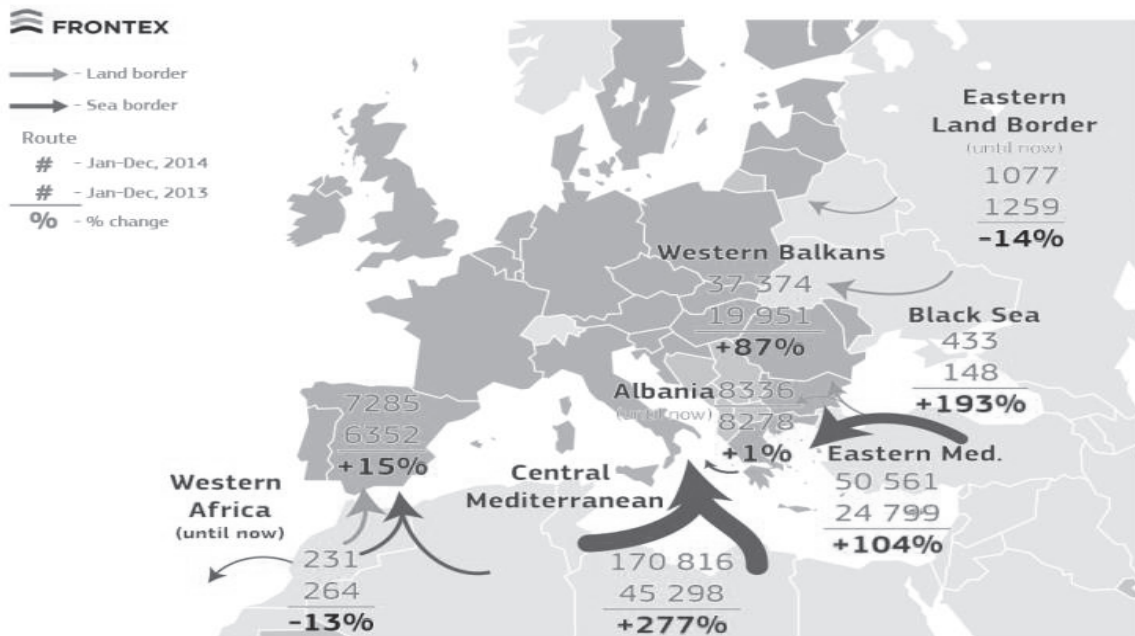 FRONTEX
- Land border
- Sea border
Route
# - Jan-Dec, 2014
# - Jan-Dec, 2013
% - % change
Eastern
Land Border
(until now)
1077
1259
-14%
Western Balkans
37 374
19 951
+87%
Black Sea
433
148
+193%
Albania
(until now)
8336
8278
+1%
7285
6352
+15%
Eastern Med.
50 561
24 799
+104%
Central
Mediterranean
170 816
45 298
+277%
Western
Africa
(until now)
231
264
-13%